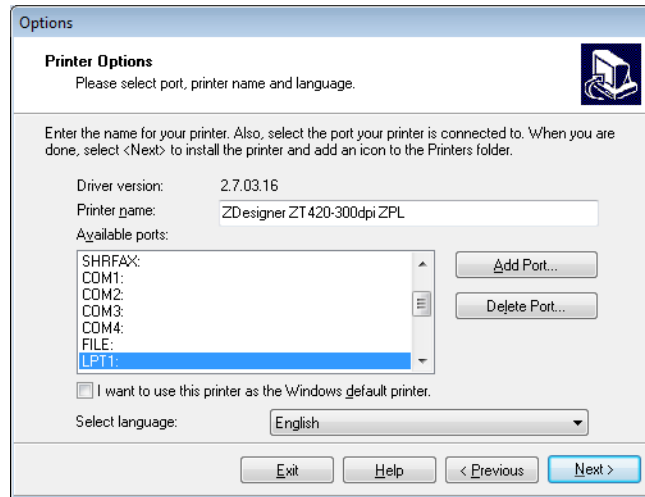 Options
Printer Options
Please select port, printer name and language.
Enter the name for your printer. Also, select the port your printer is connected to. When you are
done, select <Next> to install the printer and add an icon to the Printers folder.
Driver version: 2.7.03.16
Printer name: ZDesigner ZT420-300dpi ZPL
Available ports:
SHRFAX:
COM1:
COM2:
COM3:
COM4:
FILE:
LPT1:
Add Port...
Delete Port...
I want to use this printer as the Windows default printer.
Select language: English
Exit Help < Previous Next >